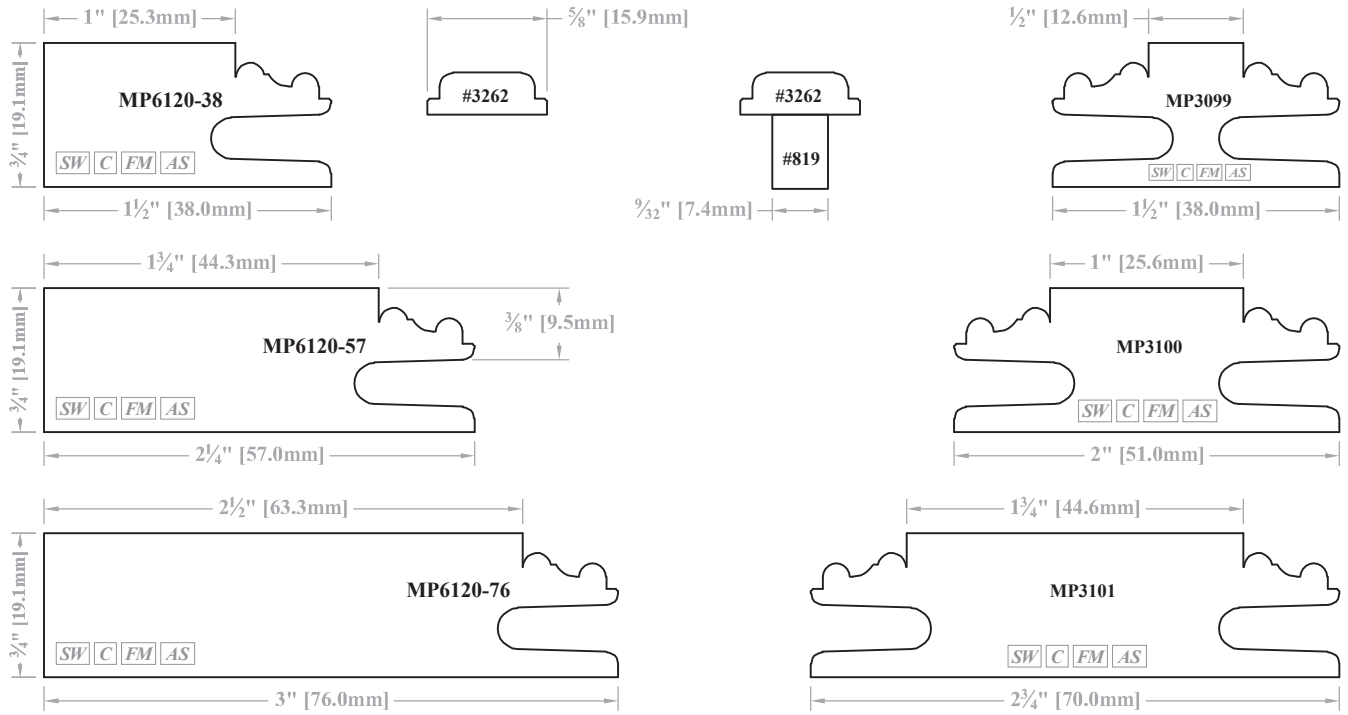 1" [25.3mm]
⅝" [15.9mm]
½" [12.6mm]
¾" [19.1mm]
MP6120-38
#3262
#3262
MP3099
#819
SW C FM AS
SW C FM AS
1½" [38.0mm]
9⁄32" [7.4mm]
1½" [38.0mm]
1¾" [44.3mm]
1" [25.6mm]
¾" [19.1mm]
⅜" [9.5mm]
MP6120-57
MP3100
SW C FM AS
SW C FM AS
2¼" [57.0mm]
2" [51.0mm]
2½" [63.3mm]
1¾" [44.6mm]
¾" [19.1mm]
MP6120-76
MP3101
SW C FM AS
SW C FM AS
3" [76.0mm]
2¾" [70.0mm]